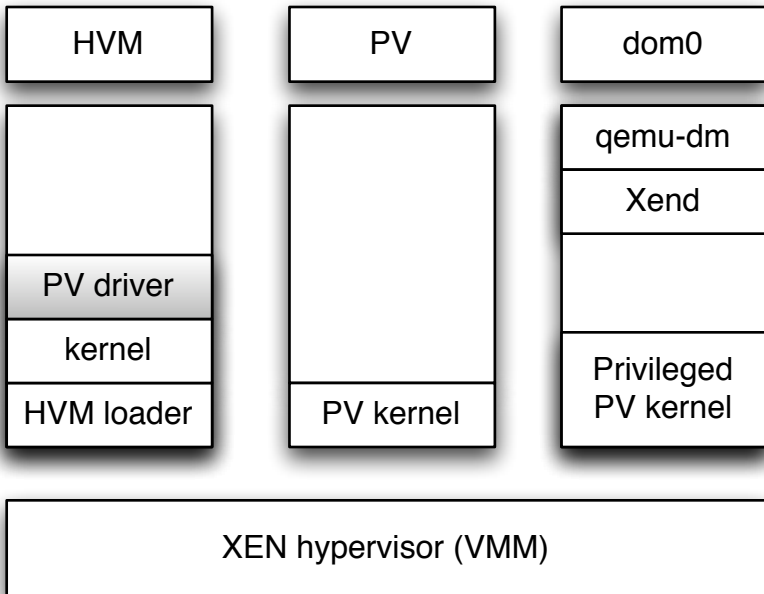 HVM
PV
dom0
PV driver
kernel
HVM loader
PV kernel
qemu-dm
Xend
Privileged
PV kernel
XEN hypervisor (VMM)